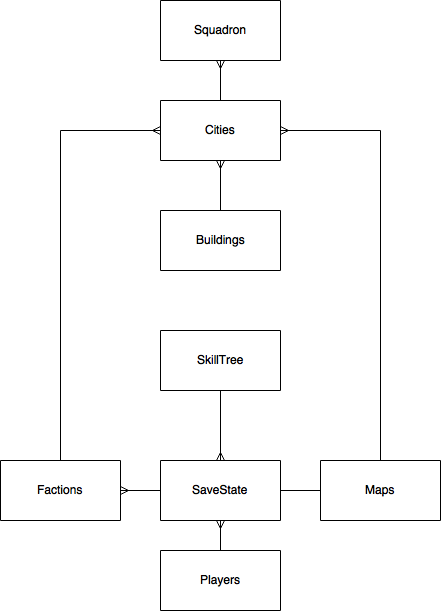 Squadron
Cities
Buildings
SkillTree
Factions
SaveState
Maps
Players